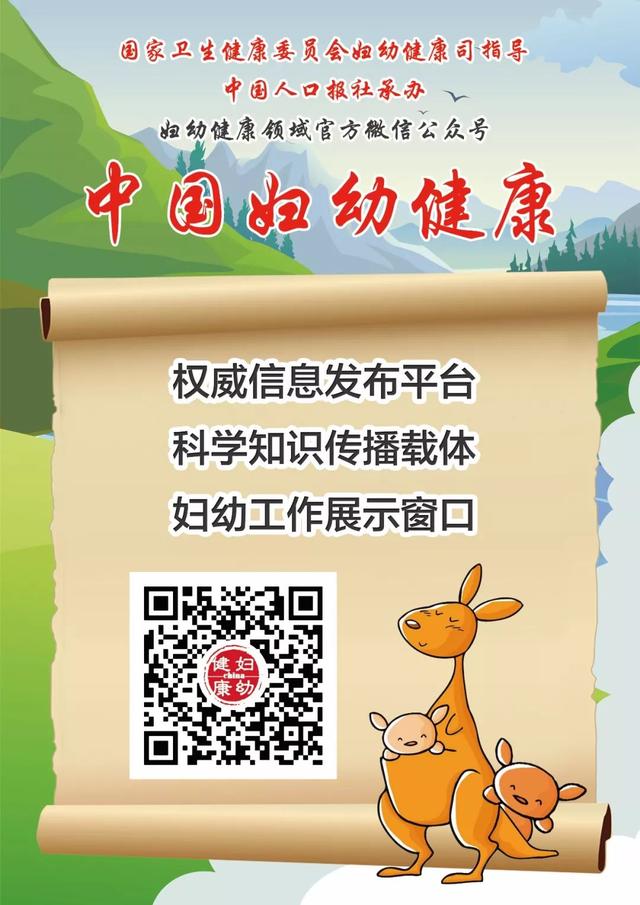 国家卫生健康委员会妇幼健康司指导
中国人口报社承办
妇幼健康领域官方微信公众号
中国妇幼健康
权威信息发布平台
科学知识传播载体
妇幼工作展示窗口
健妇
china
康幼